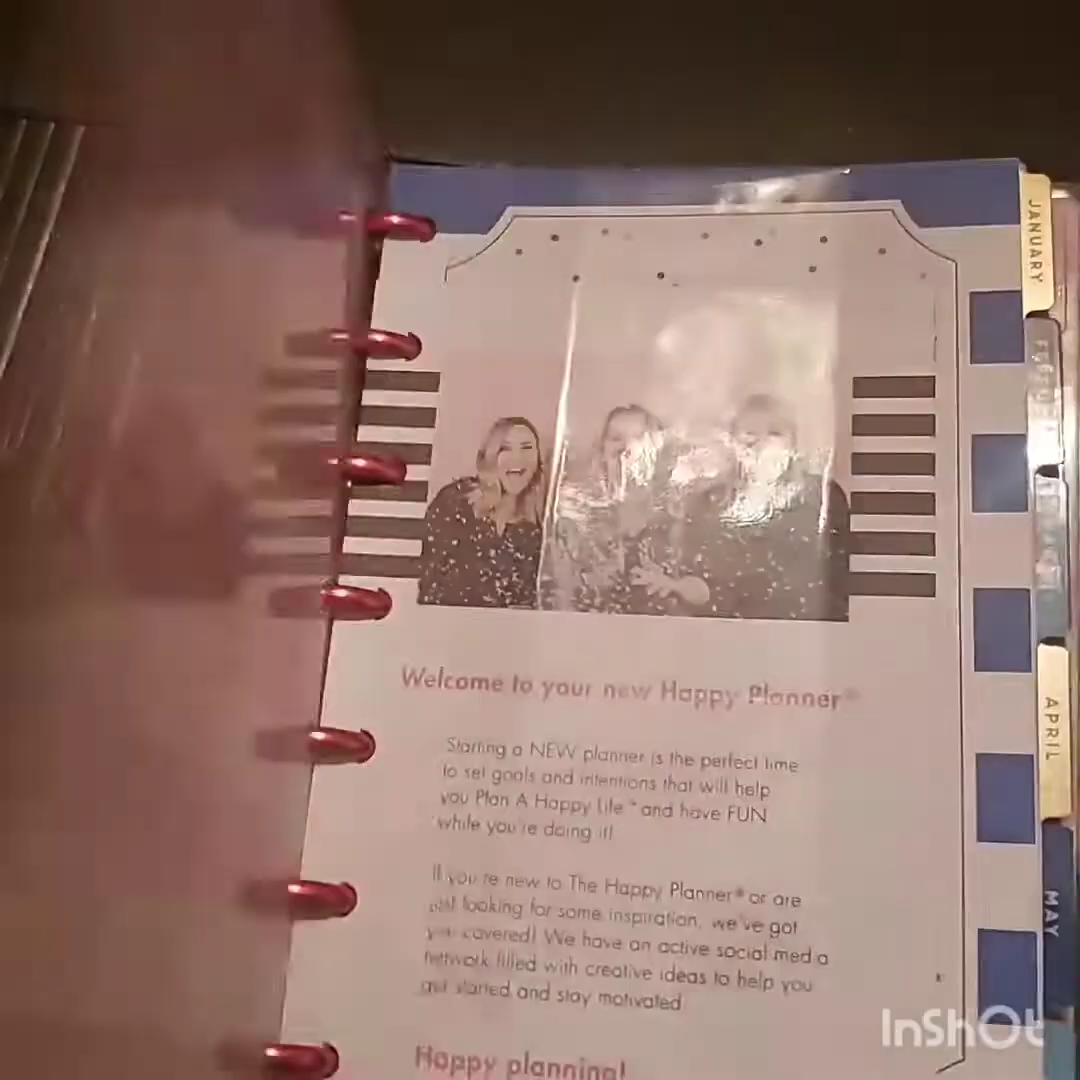 JANUARY
Welcome to your new Happy Planner®
Starting a NEW planner is the perfect time
to set goals and intentions that will help
you Plan A Happy Life™ and have FUN
while you're doing it!
If you're new to The Happy Planner® or are
just looking for some inspiration, we've got
you covered! We have an active social media
network filled with creative ideas to help you
get started and stay motivated.
Happy planning!
APRIL
MAY
InShOt